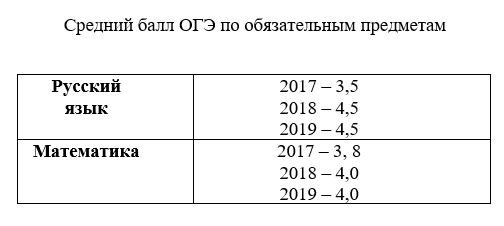 Средний балл ОГЭ по обязательным предметам
Русский
язык
2017 – 3,5
2018 – 4,5
2019 – 4,5
Математика
2017 – 3, 8
2018 – 4,0
2019 – 4,0